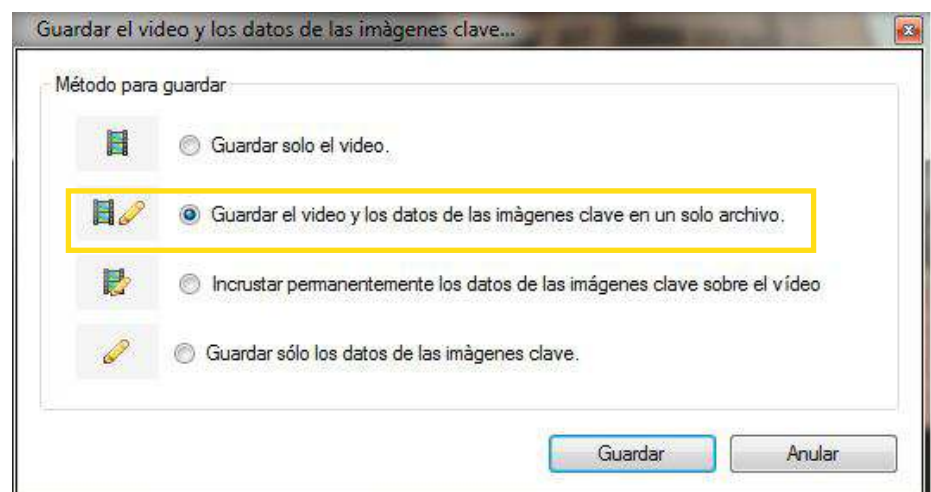 Guardar el video y los datos de las imàgenes clave...
Método para guardar
Guardar solo el video.
Guardar el video y los datos de las imàgenes clave en un solo archivo.
Incrustar permanentemente los datos de las imágenes clave sobre el vídeo
Guardar sólo los datos de las imàgenes clave.
Guardar
Anular